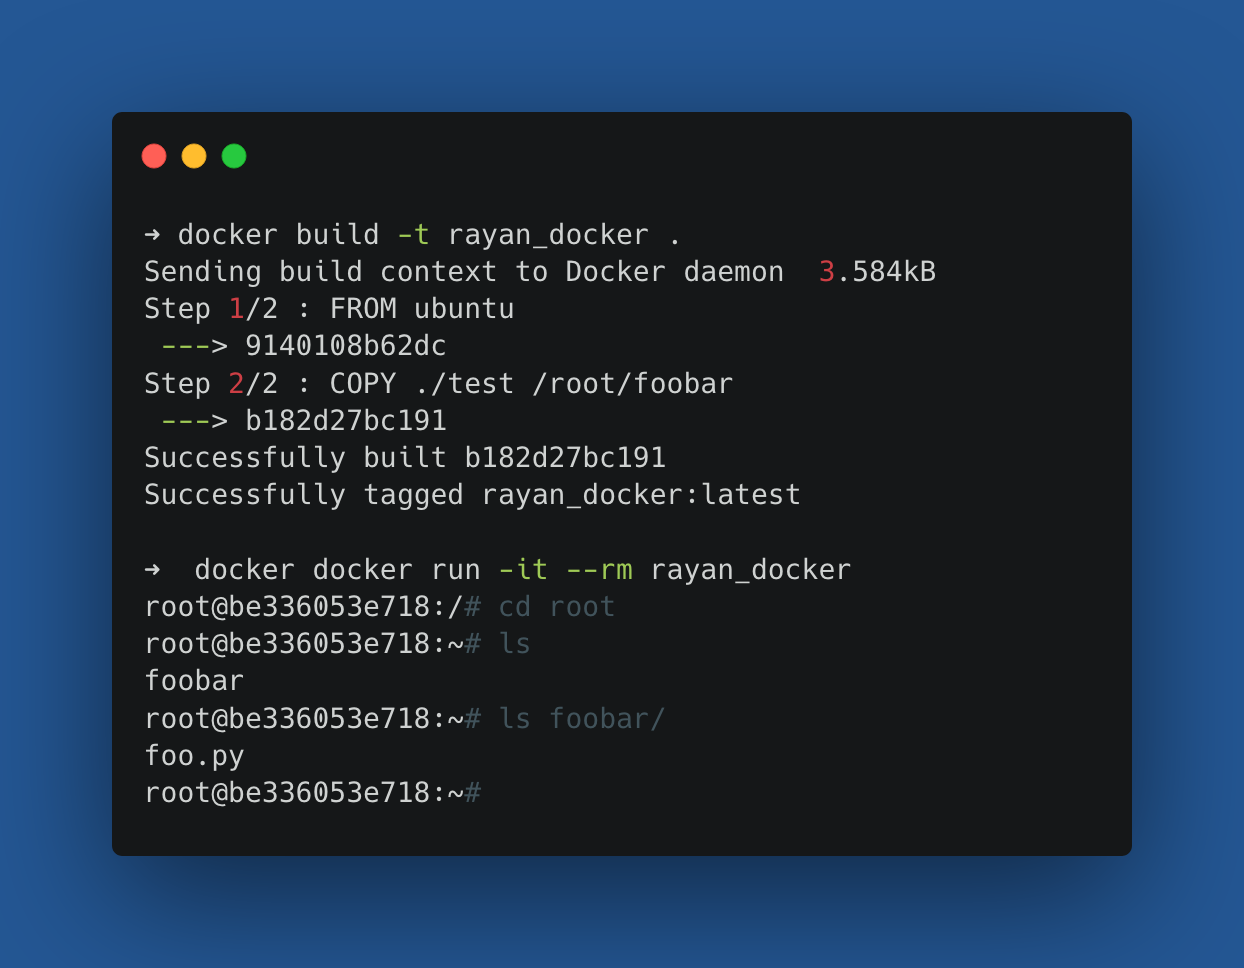 ➜ docker build -t rayan_docker .
Sending build context to Docker daemon  3.584kB
Step 1/2 : FROM ubuntu
 ---> 9140108b62dc
Step 2/2 : COPY ./test /root/foobar
 ---> b182d27bc191
Successfully built b182d27bc191
Successfully tagged rayan_docker:latest

➜  docker docker run -it --rm rayan_docker
root@be336053e718:/# cd root
root@be336053e718:~# ls
foobar
root@be336053e718:~# ls foobar/
foo.py
root@be336053e718:~#